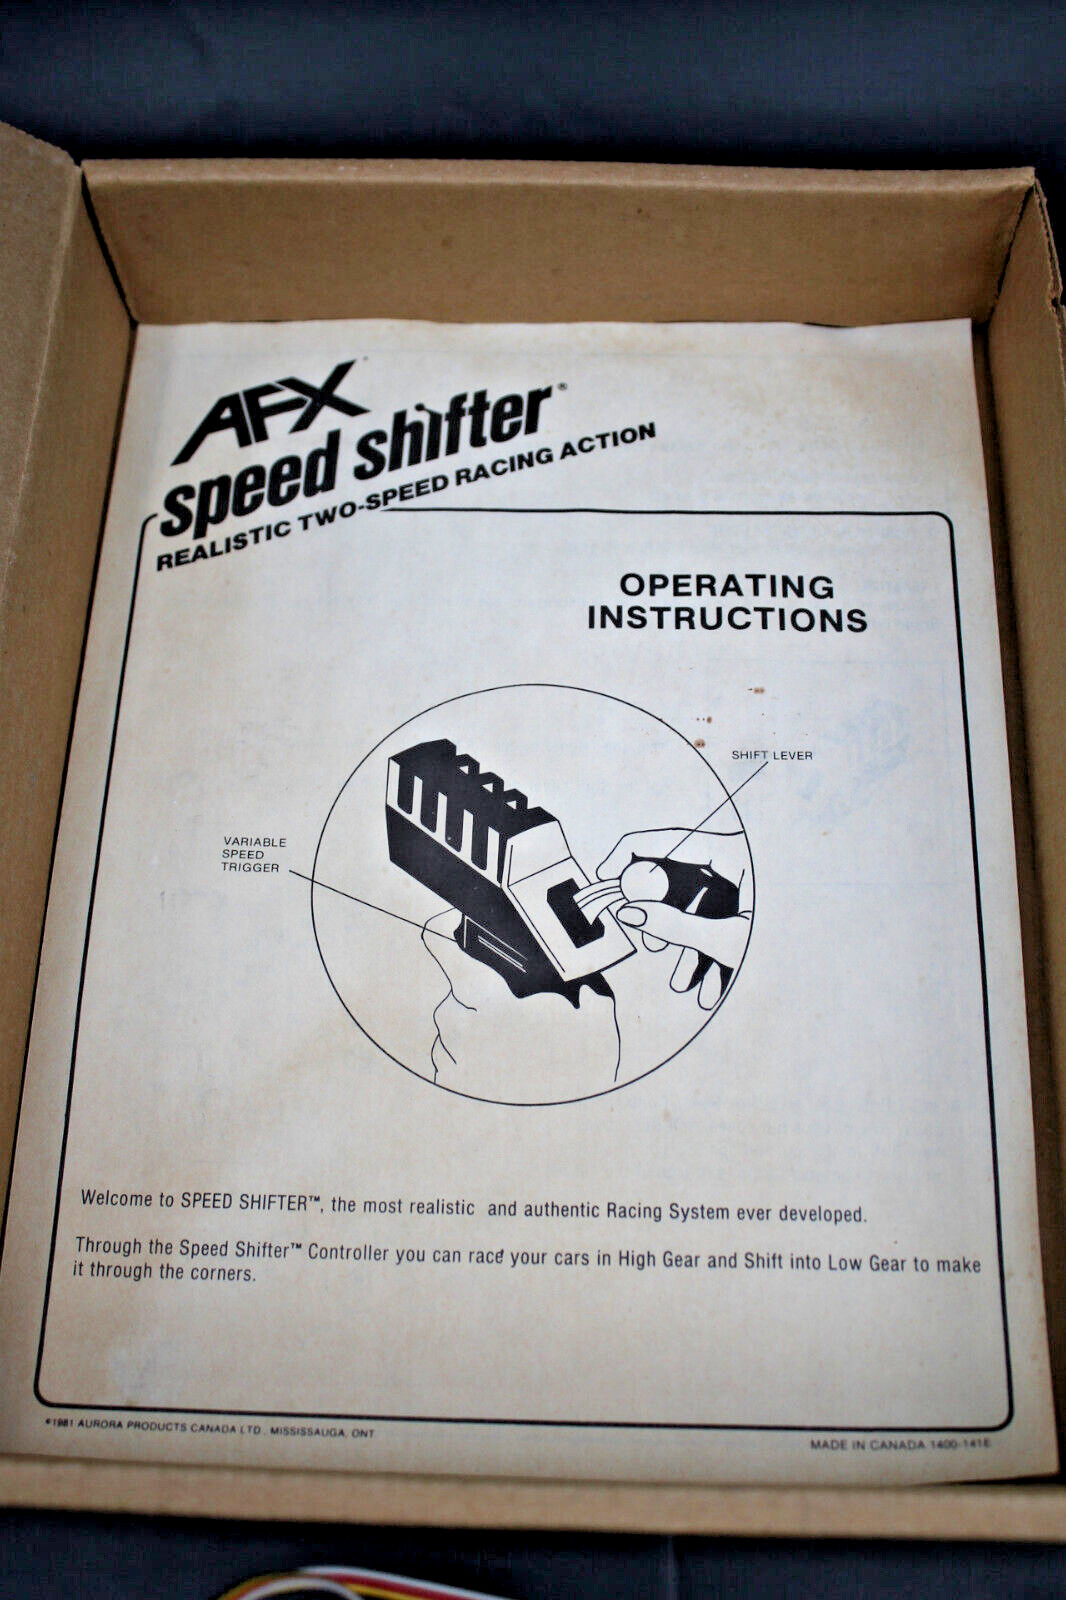 AFX
speed shifter®
REALISTIC TWO-SPEED RACING ACTION
OPERATING
INSTRUCTIONS
SHIFT LEVER
VARIABLE
SPEED
TRIGGER
Welcome to SPEED SHIFTER™, the most realistic and authentic Racing System ever developed.
Through the Speed Shifter™ Controller you can race your cars in High Gear and Shift into Low Gear to make
it through the corners.
©1981 AURORA PRODUCTS CANADA LTD., MISSISSAUGA, ONT
MADE IN CANADA 1400-141E